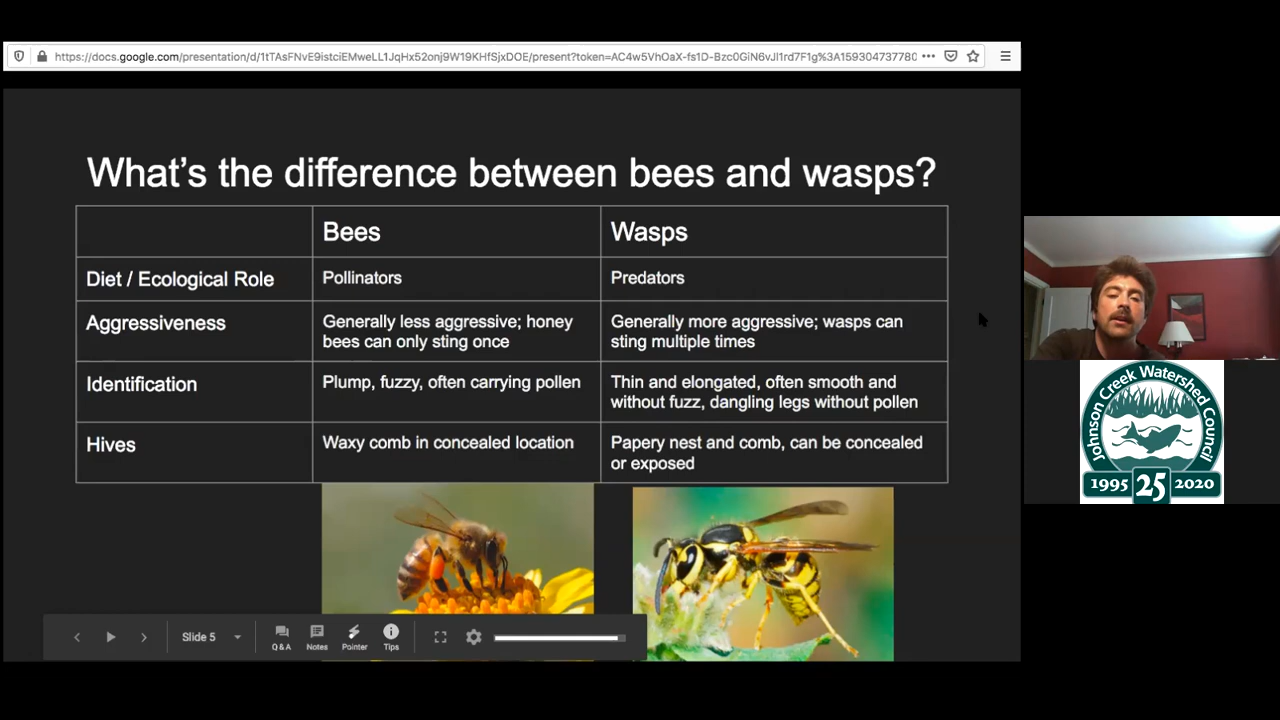 https://docs.google.com/presentation/d/1tTAsFNvE9istciEMweLL1JqHx52onj9W19KHfSjxDOE/present?token=AC4w5VhOaX-fs1D-Bzc0GiN6vJI1rd7F1g%3A1593047377780
What's the difference between bees and wasps?
Bees
Wasps
Diet / Ecological Role
Pollinators
Predators
Aggressiveness
Generally less aggressive; honey
bees can only sting once
Generally more aggressive; wasps can
sting multiple times
Identification
Plump, fuzzy, often carrying pollen
Thin and elongated, often smooth and
without fuzz, dangling legs without pollen
Hives
Waxy comb in concealed location
Papery nest and comb, can be concealed
or exposed
Slide 5
Q&A
Notes
Pointer
Tips
Johnson Creek Watershed Council
1995 25 2020